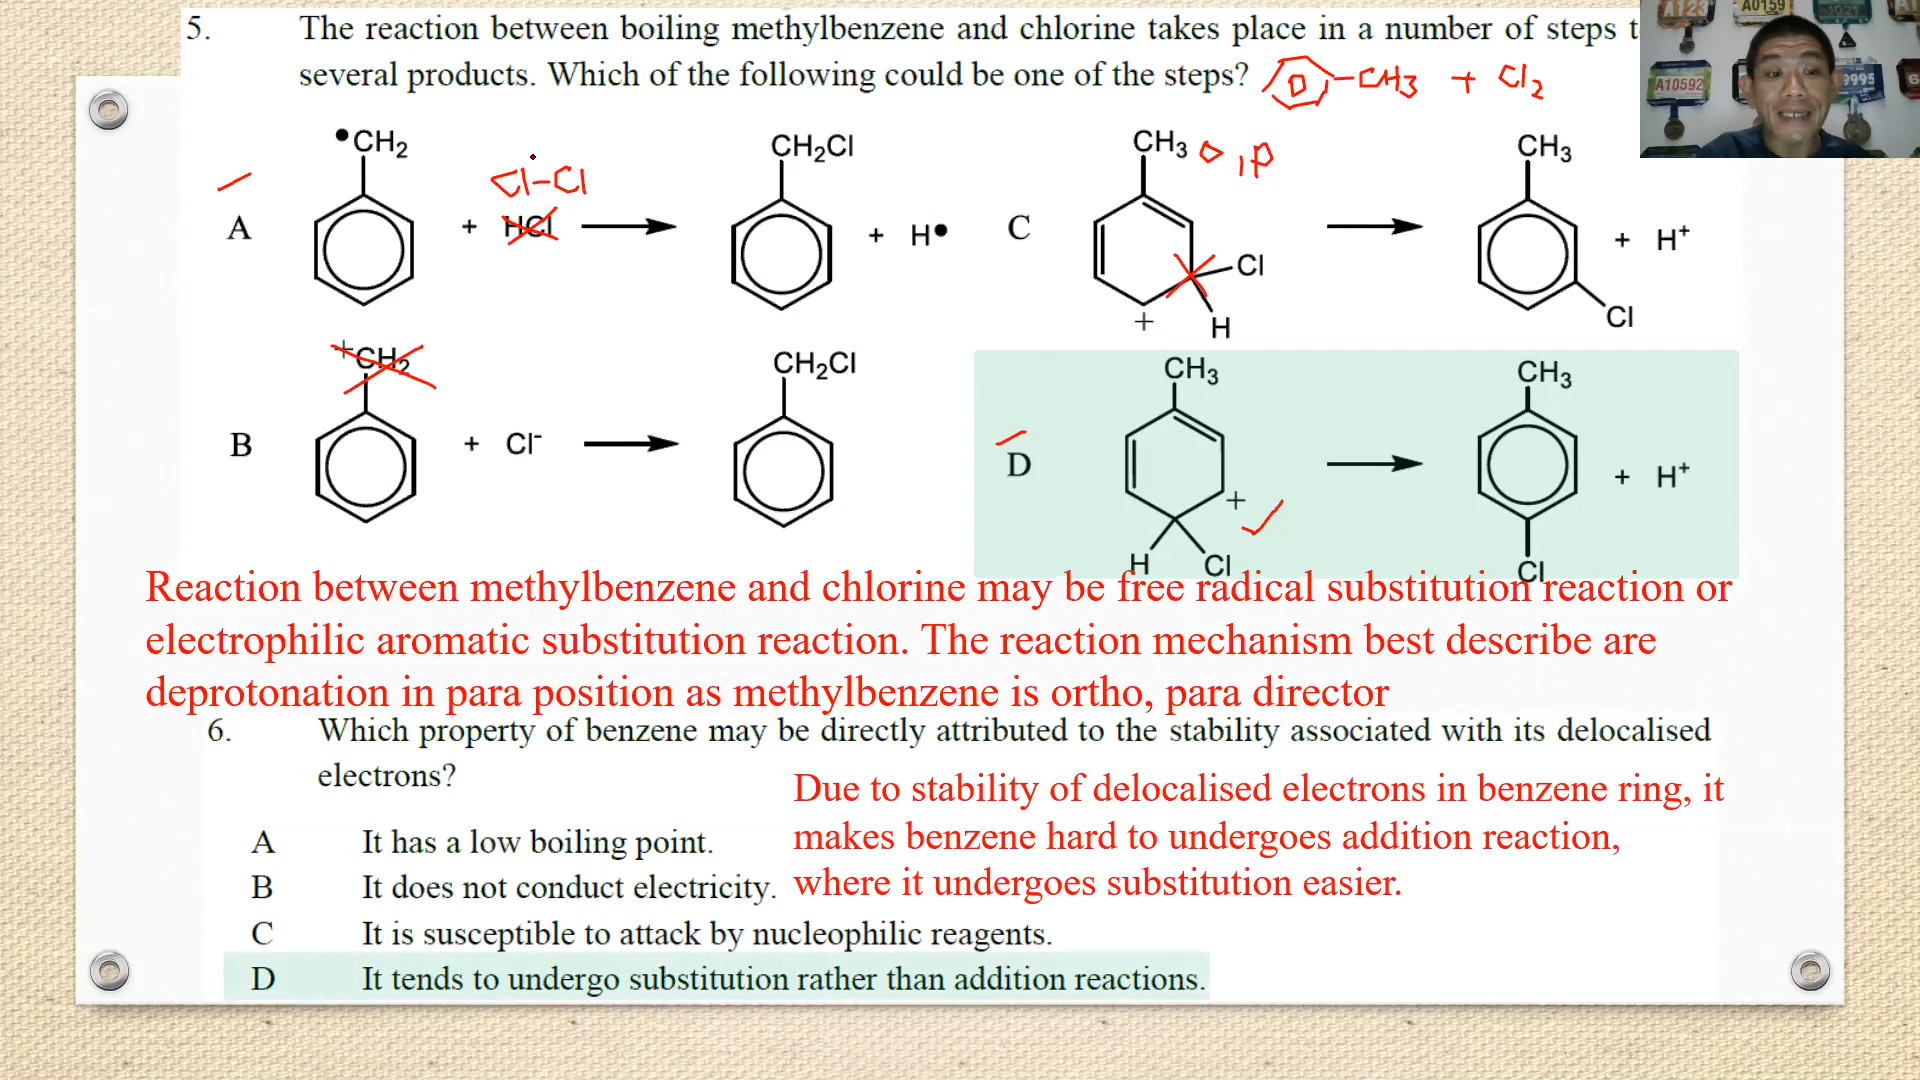 5. The reaction between boiling methylbenzene and chlorine takes place in a number of steps
several products. Which of the following could be one of the steps? CH3 + Cl2
A •CH2 + HCl Cl-Cl CH2Cl + H•
C CH3 o,p Cl H + CH3 Cl + H+
B +CH2 + Cl- CH2Cl
D CH3 + H Cl CH3 Cl + H+
Reaction between methylbenzene and chlorine may be free radical substitution reaction or
electrophilic aromatic substitution reaction. The reaction mechanism best describe are
deprotonation in para position as methylbenzene is ortho, para director
6. Which property of benzene may be directly attributed to the stability associated with its delocalised
electrons?
Due to stability of delocalised electrons in benzene ring, it
makes benzene hard to undergoes addition reaction,
where it undergoes substitution easier.
A It has a low boiling point.
B It does not conduct electricity.
C It is susceptible to attack by nucleophilic reagents.
D It tends to undergo substitution rather than addition reactions.
A123
A0159
1021
A10592
9995